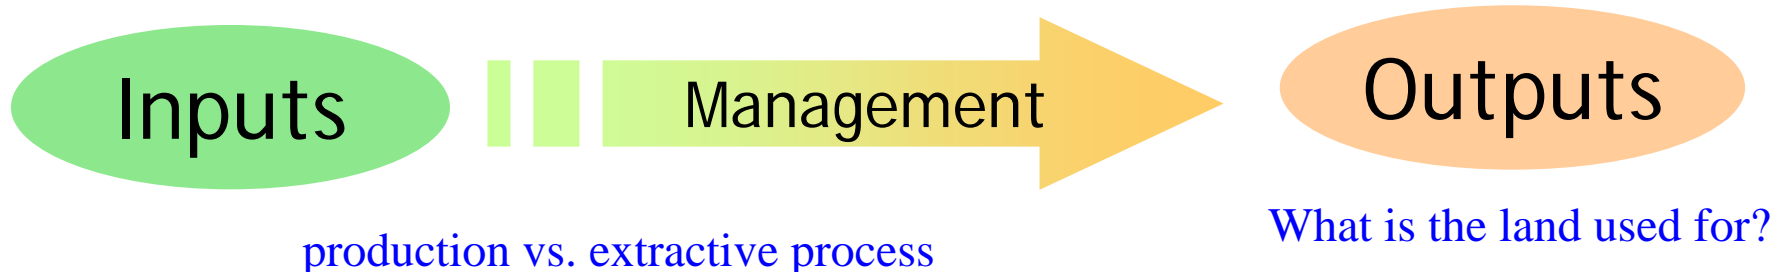 Inputs
Management
Outputs
What is the land used for?
production vs. extractive process